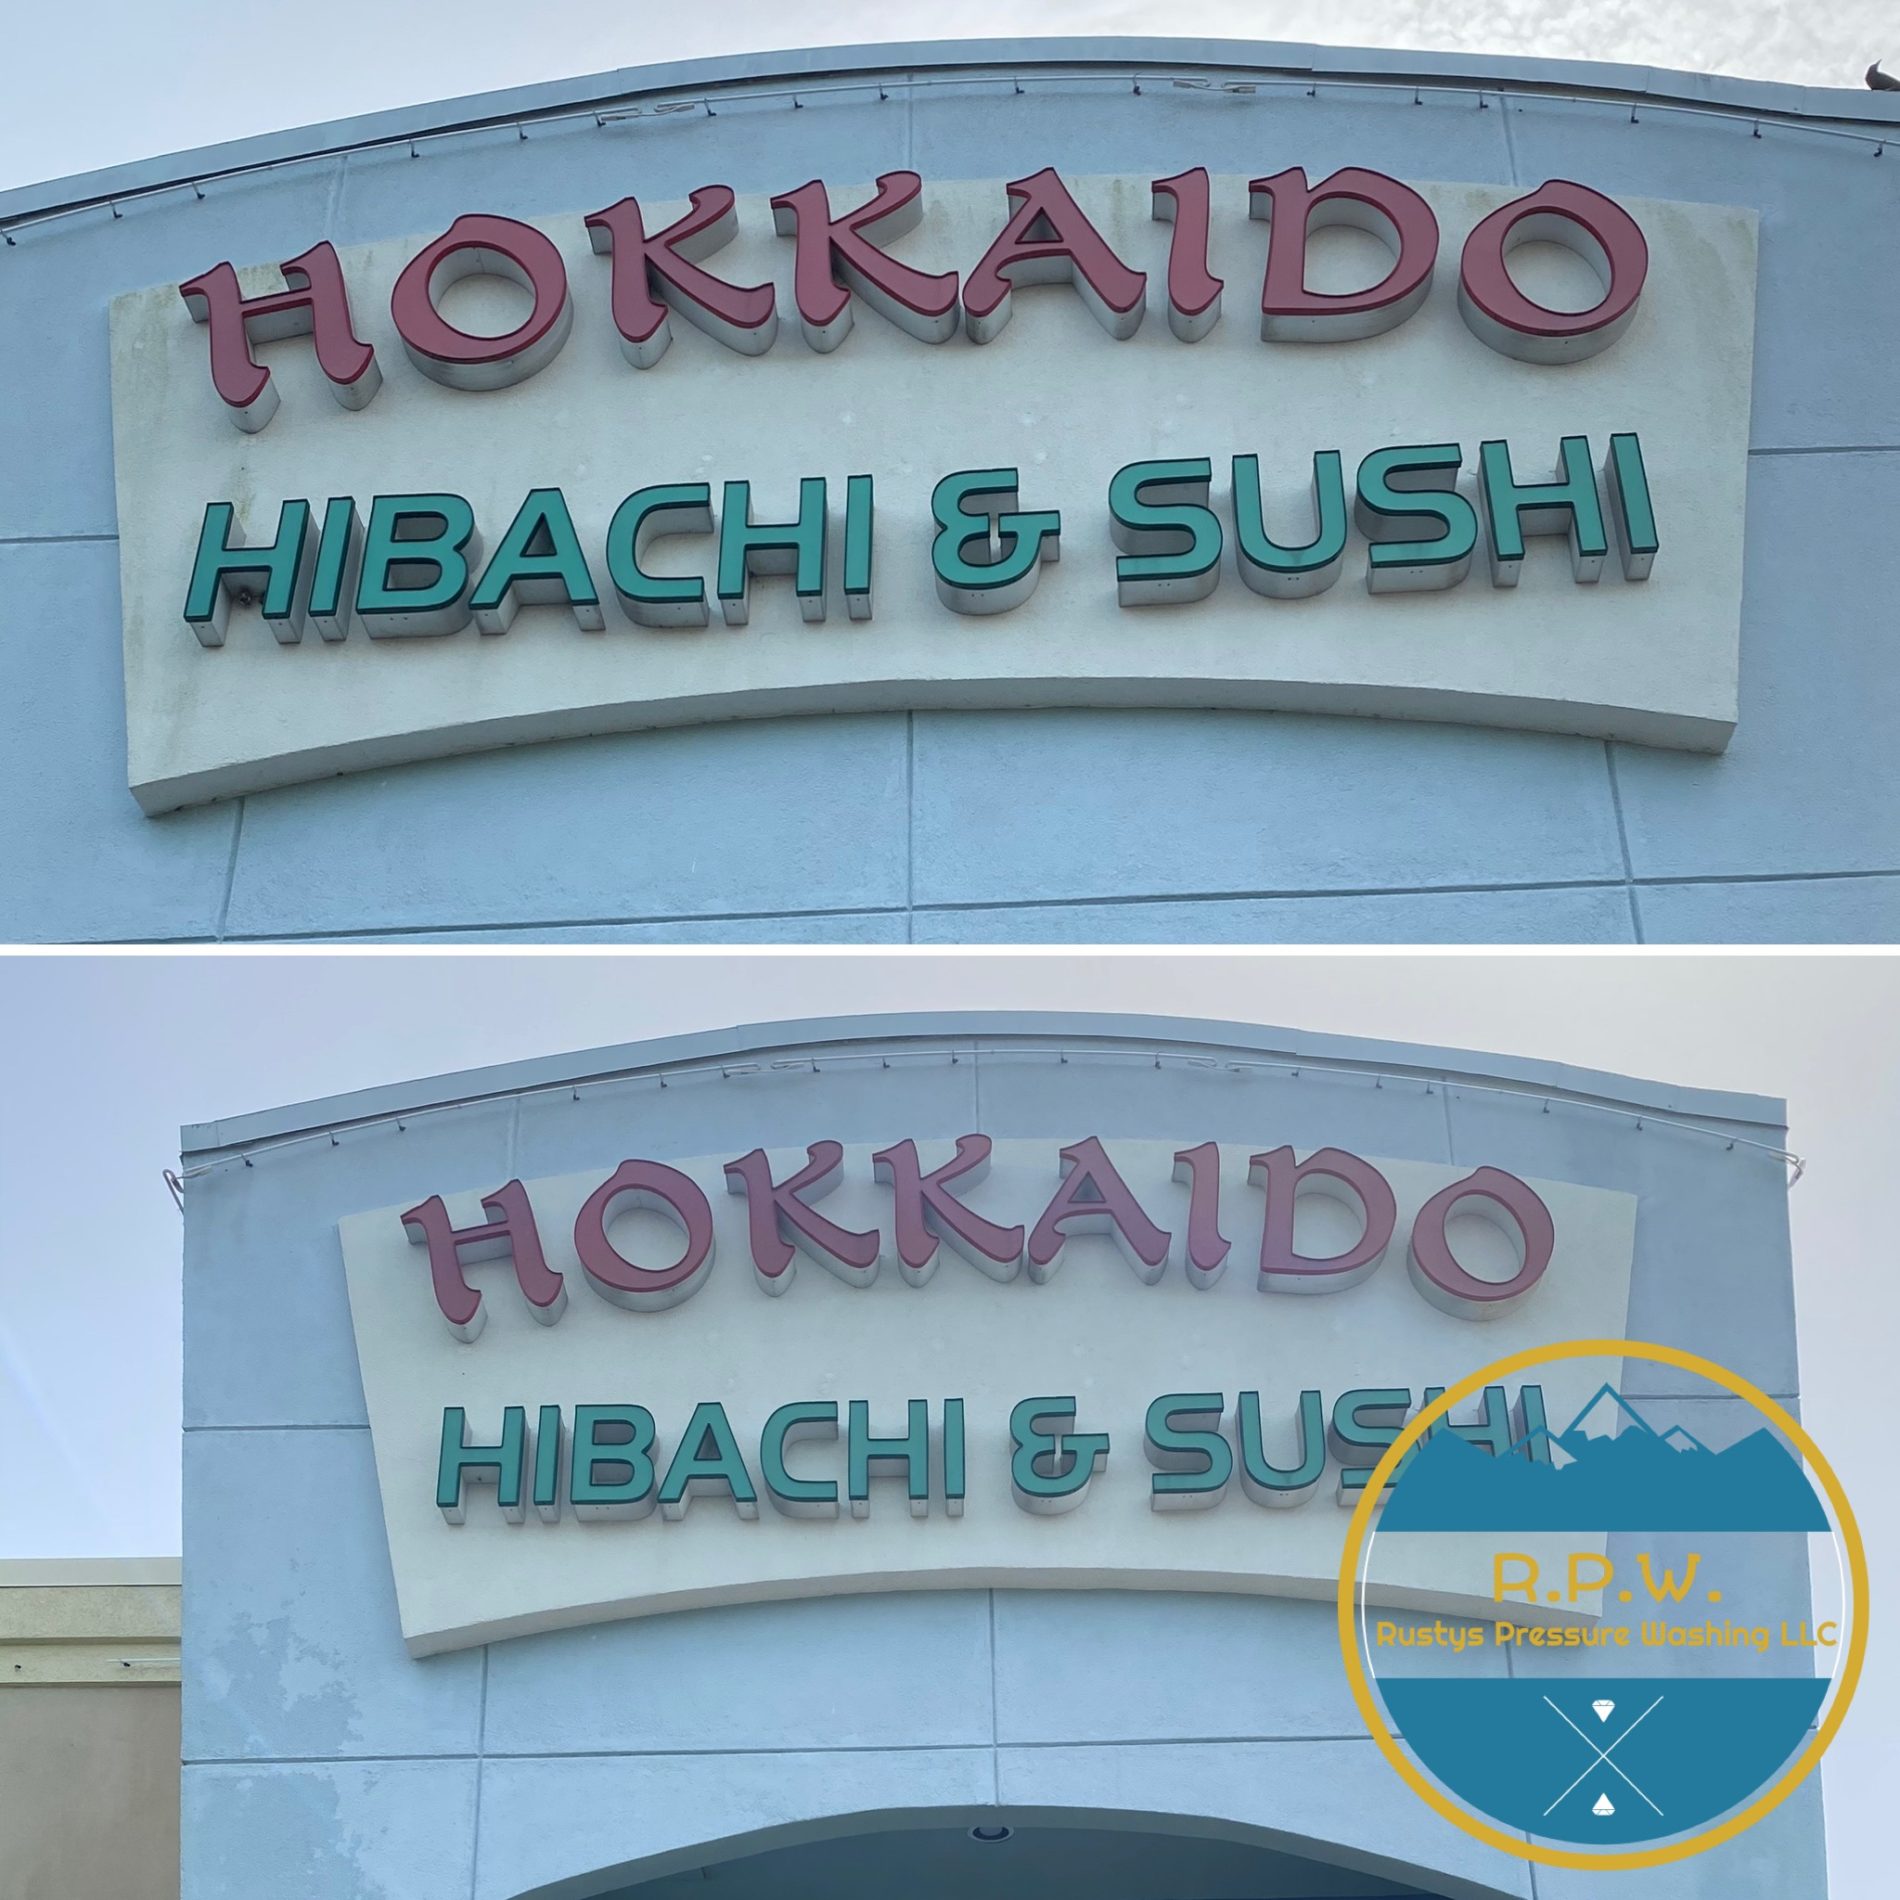 HOKKAIDO
HIBACHI & SUSHI
HOKKAIDO
HIBACHI & SUSHI
R.P.W.
Rustys Pressure Washing LLC